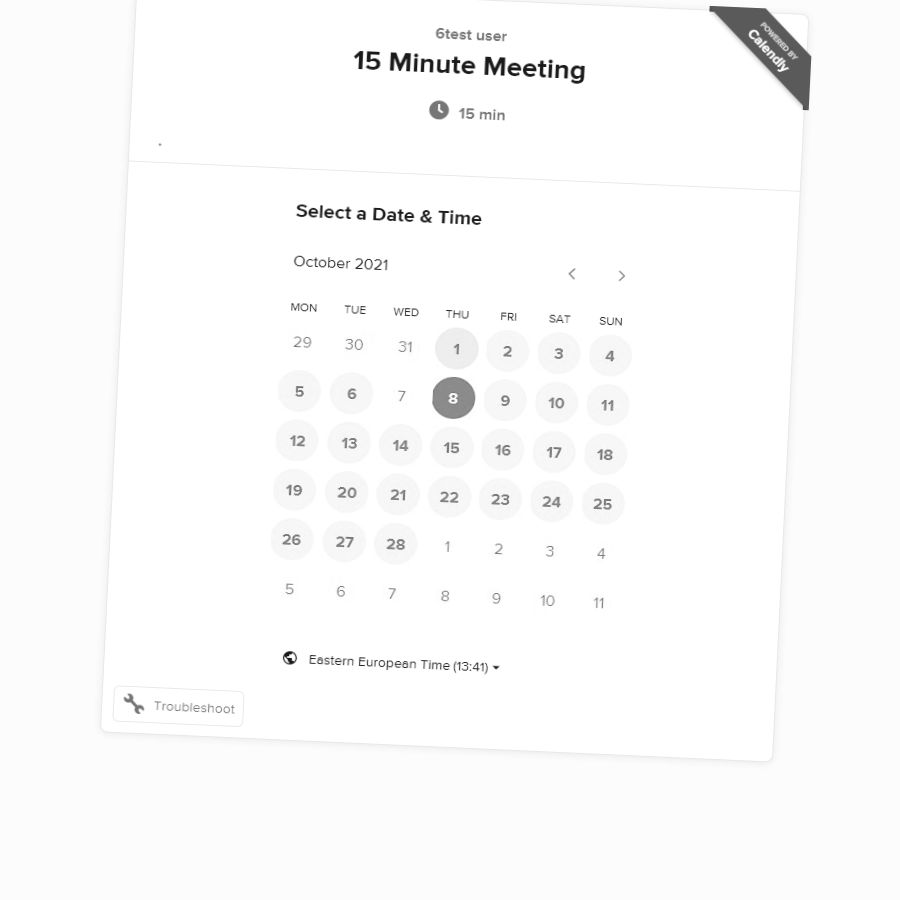 6test user
15 Minute Meeting
15 min
POWERED BY
Calendly
Select a Date & Time
October 2021
MON TUE WED THU FRI SAT SUN
29 30 31 1 2 3 4
5 6 7 8 9 10 11
12 13 14 15 16 17 18
19 20 21 22 23 24 25
26 27 28 1 2 3 4
5 6 7 8 9 10 11
Eastern European Time (13:41)
Troubleshoot